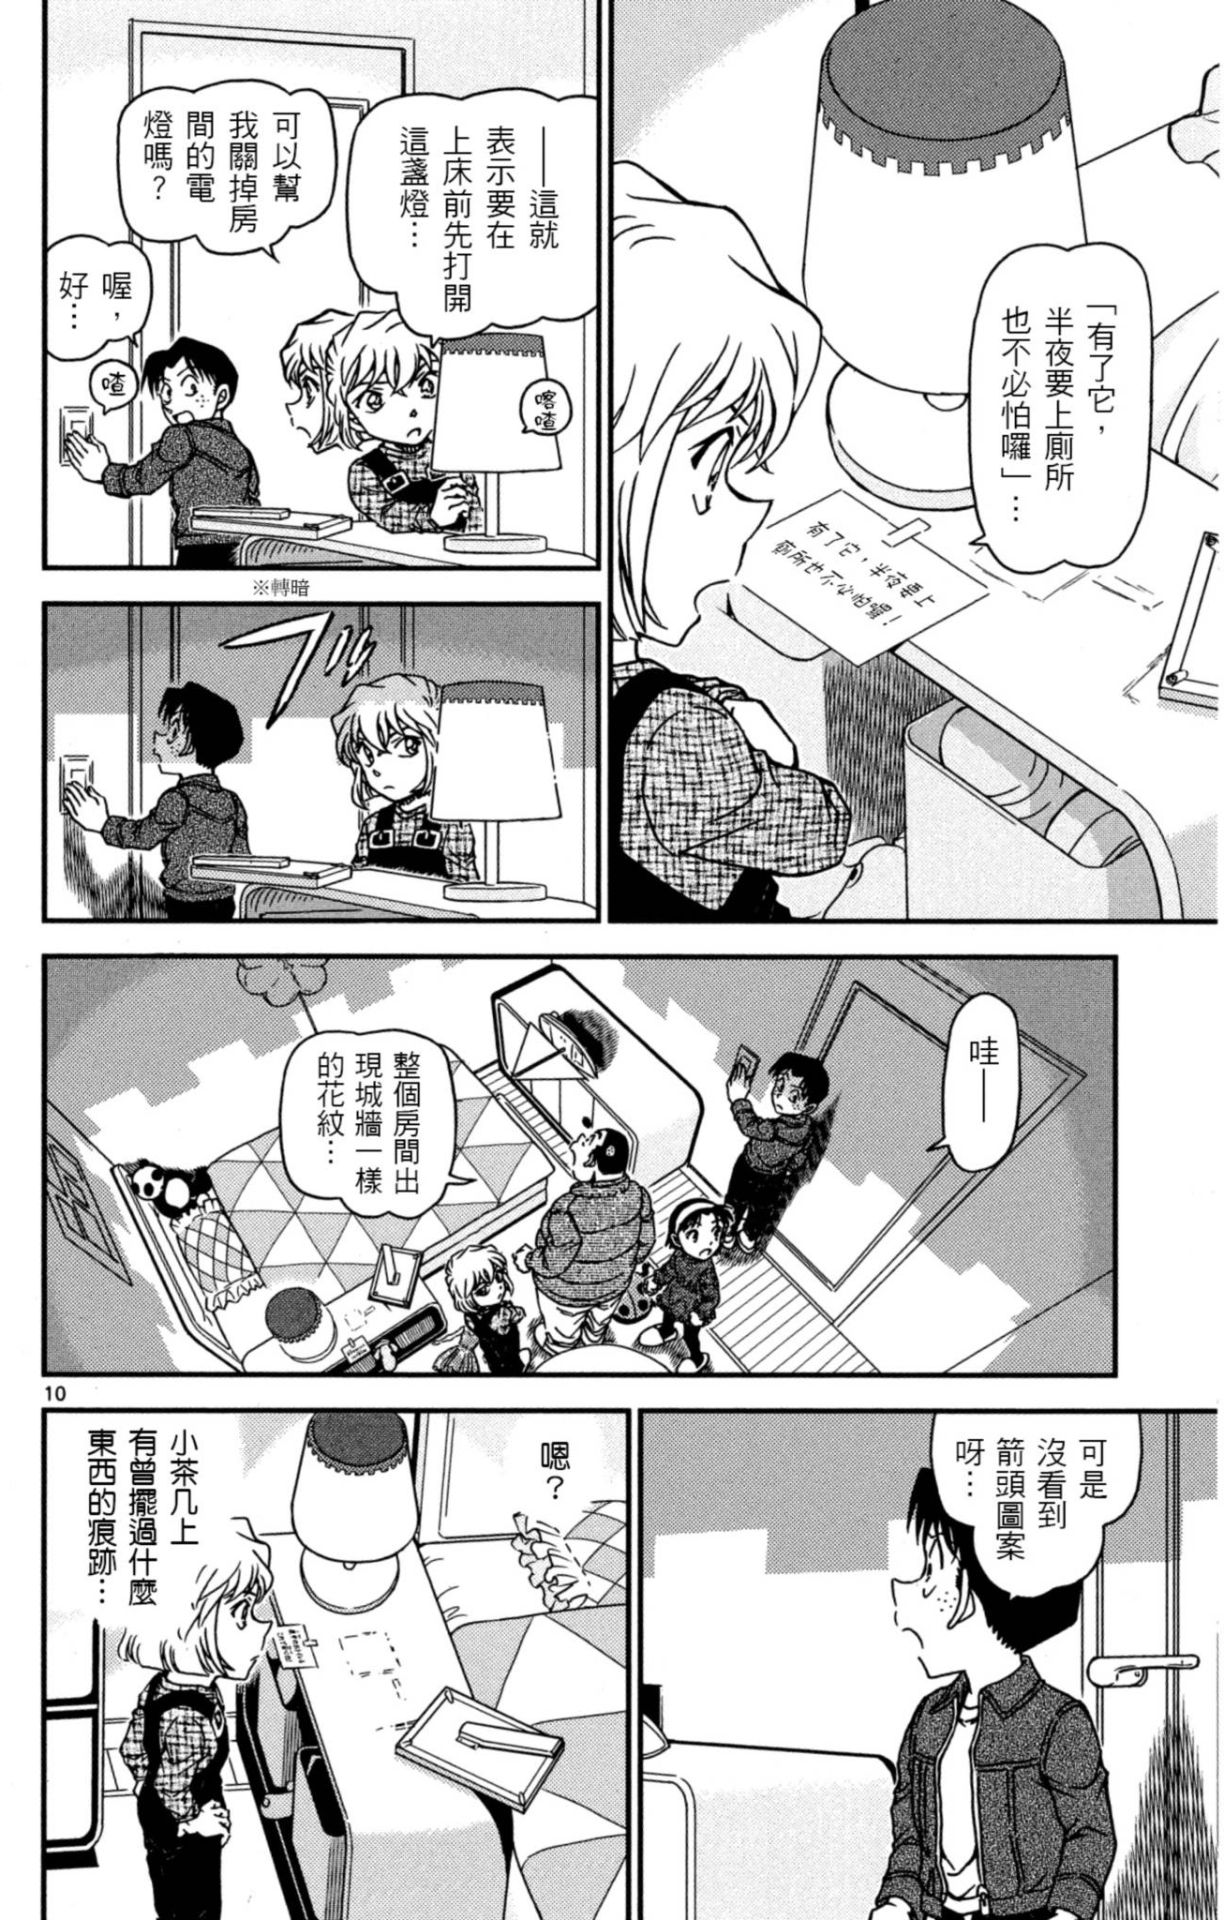 「有了它，
半夜要上廁所
也不必怕囉」…
有了它，半夜要上
廁所也不必怕囉！
——這就
表示要在
上床前先打開
這盞燈…
可以幫
我關掉房
間的電
燈嗎？
喔，
好…
喀喳
喳
※轉暗
ブッ
哇——
整個房間出
現城牆一樣
的花紋…
10
可是
沒看到
箭頭圖案
呀…
嗯？
小茶几上
有曾擺過什麼
東西的痕跡…